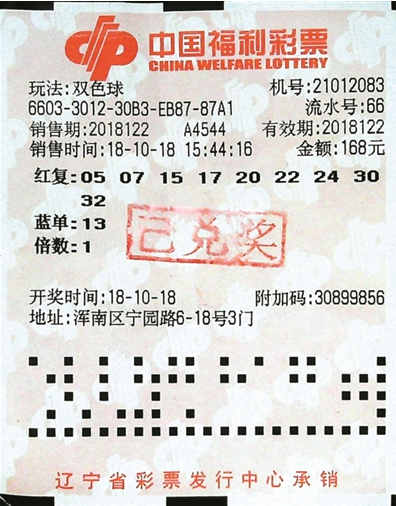 中国福利彩票
CHINA WELFARE LOTTERY
玩法:双色球 机号:21012083
6603-3012-30B3-EB87-87A1 流水号:66
销售期:2018122 A4544 有效期:2018122
销售时间:18-10-18 15:44:16 金额:168元
红复:05 07 15 17 20 22 24 30
32
蓝单:13
倍数:1
已兑奖
开奖时间:18-10-18 附加码:30899856
地址:浑南区宁园路6-18号3门
辽宁省彩票发行中心承销